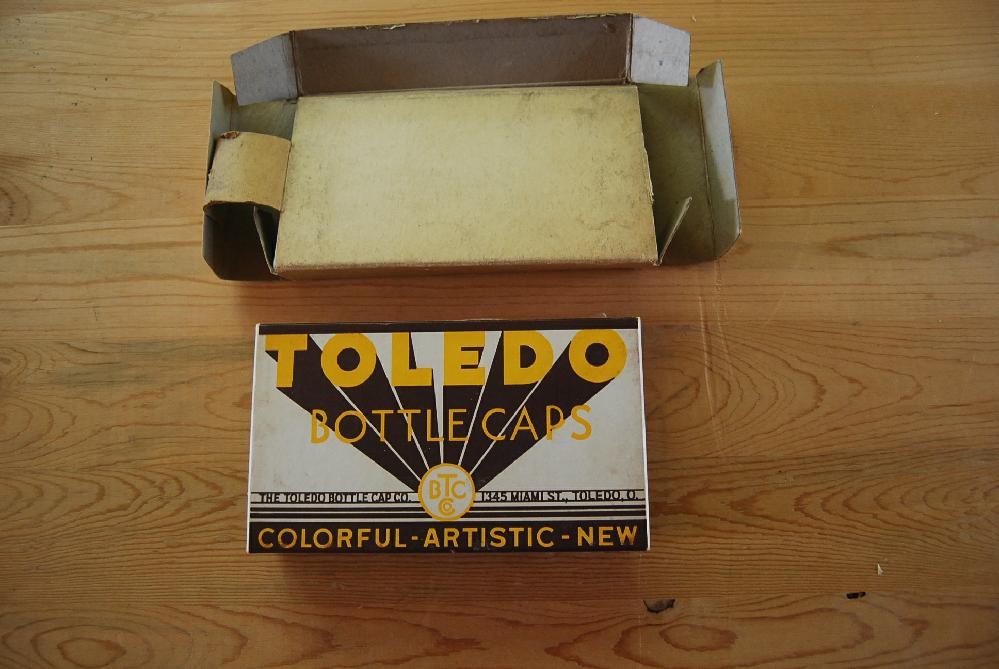 TOLEDO
BOTTLE CAPS
THE TOLEDO BOTTLE CAP CO. BTC Co 1345 MIAMI ST., TOLEDO, O.
COLORFUL-ARTISTIC-NEW